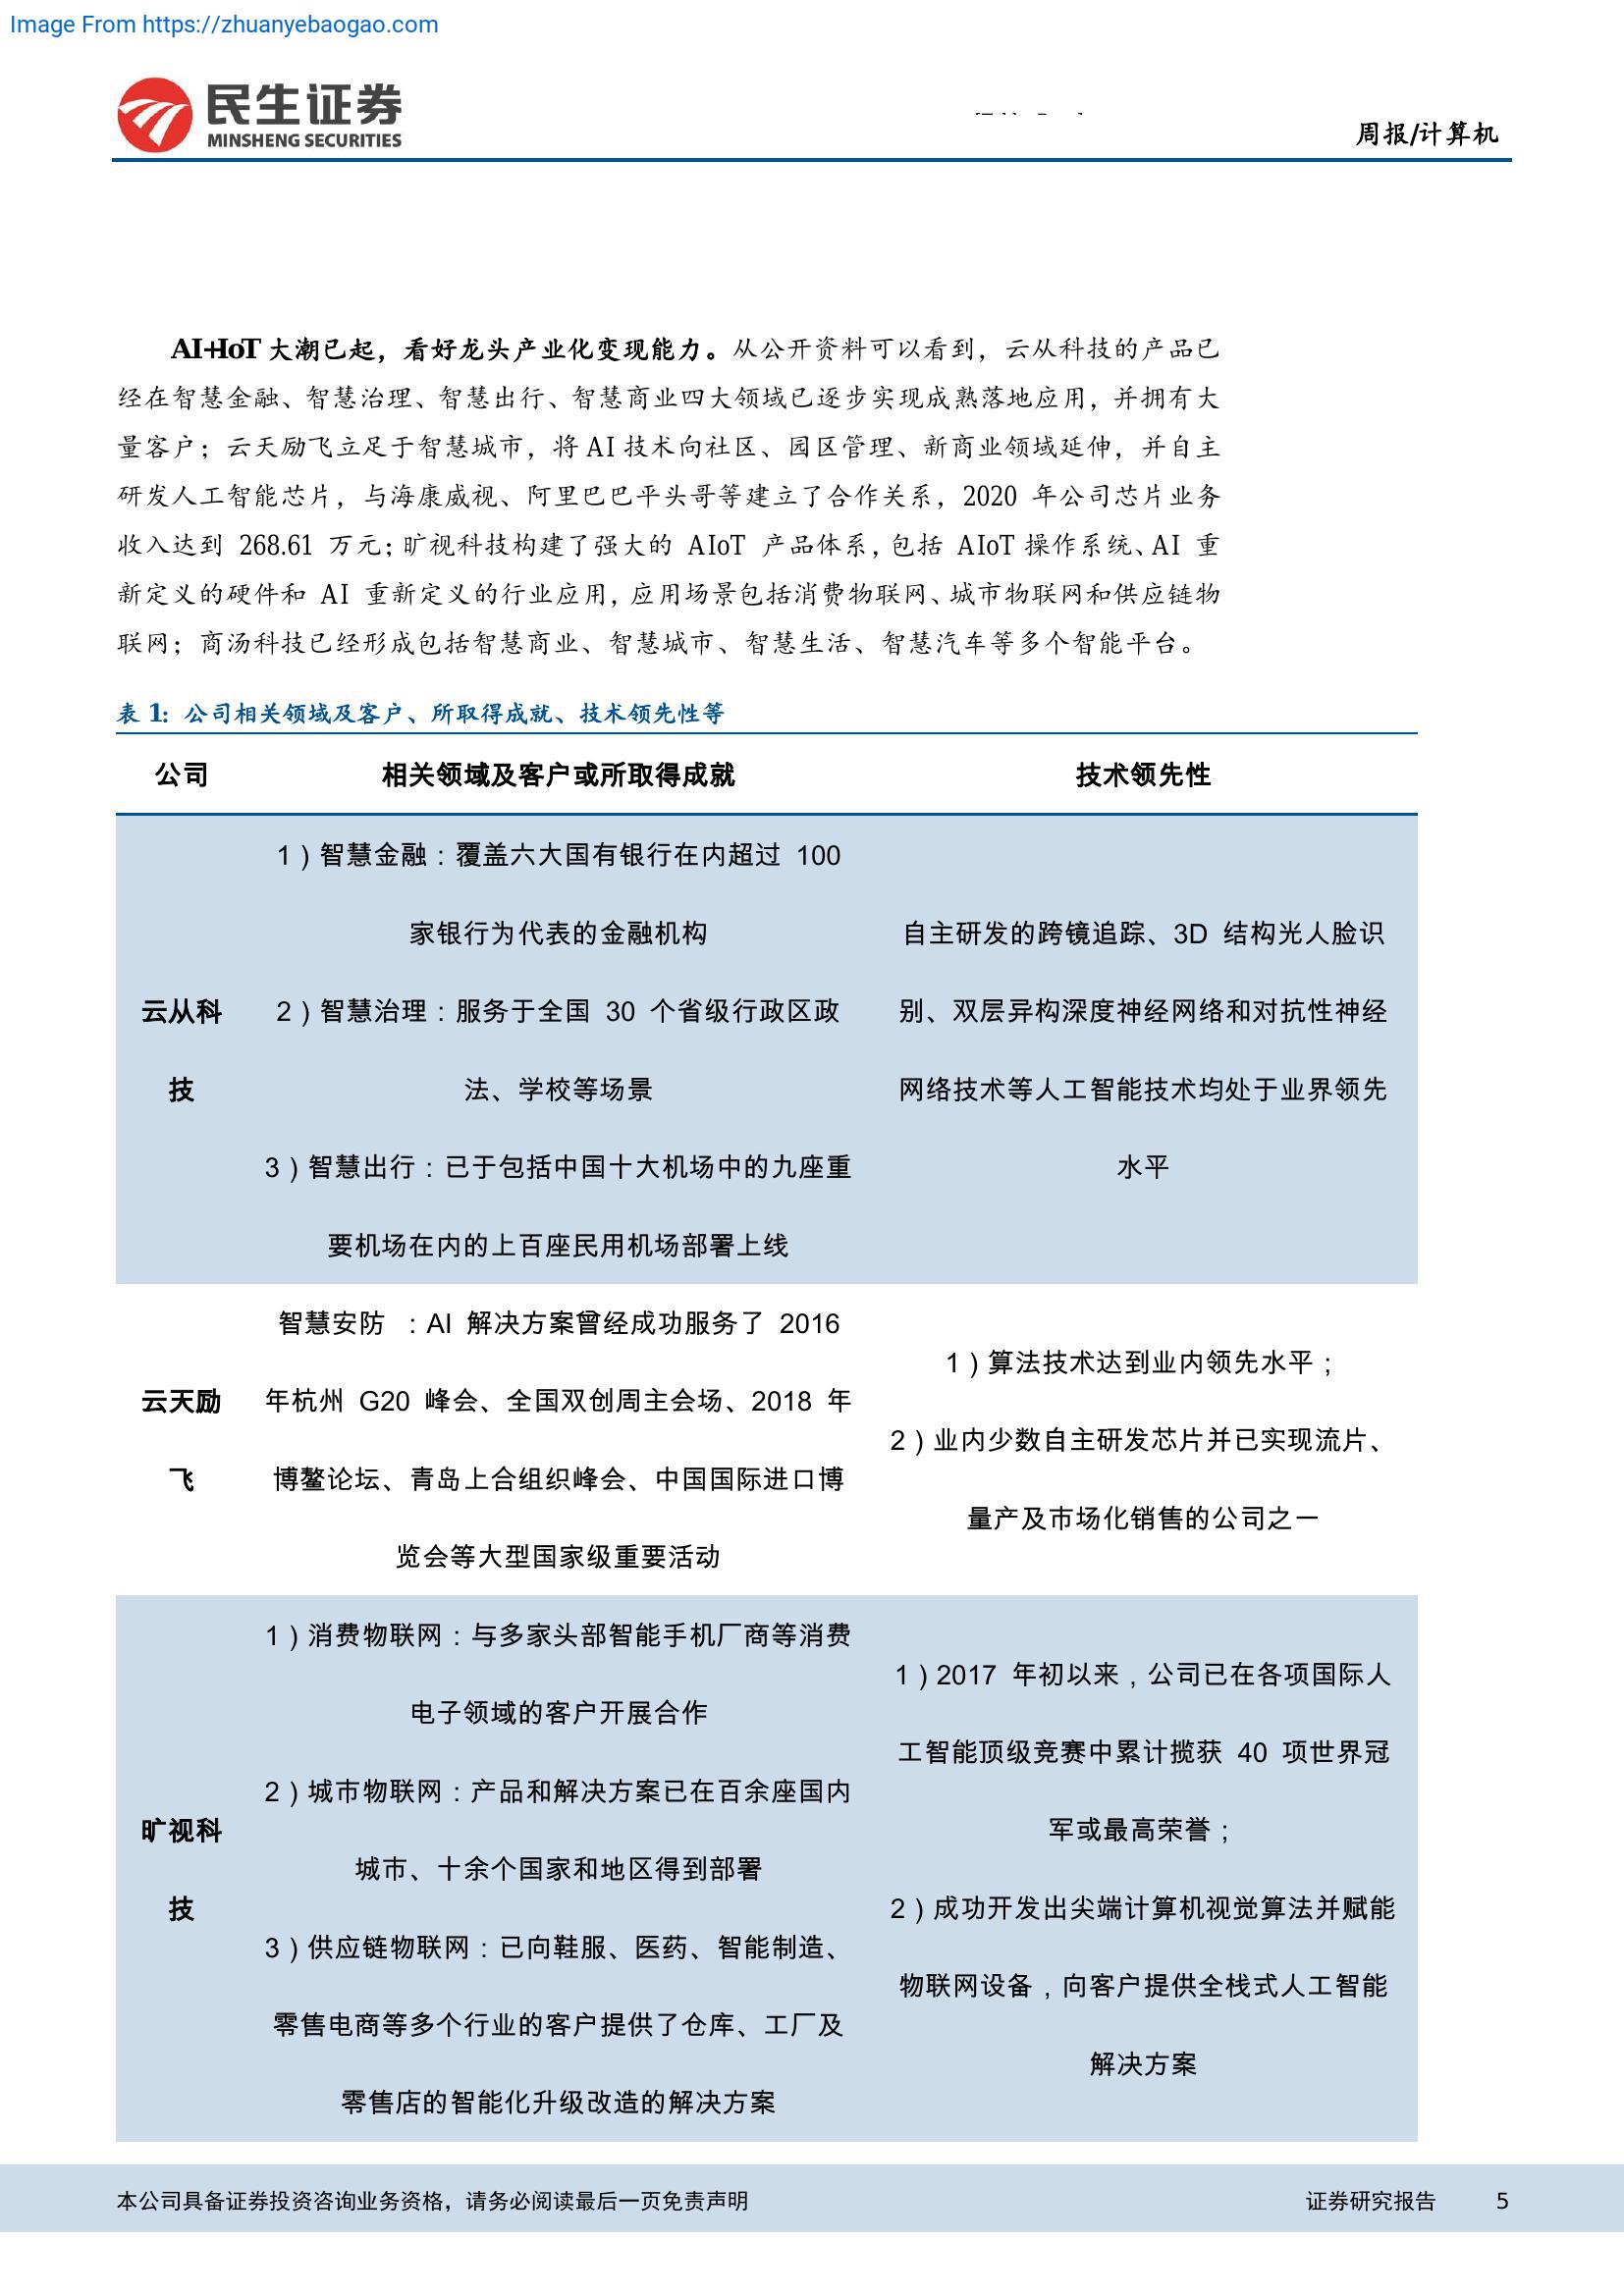 Image From https://zhuanyebaogao.com
民生证券
MINSHENG SECURITIES
周报/计算机
AI+IoT 大潮已起，看好龙头产业化变现能力。从公开资料可以看到，云从科技的产品已
经在智慧金融、智慧治理、智慧出行、智慧商业四大领域已逐步实现成熟落地应用，并拥有大
量客户；云天励飞立足于智慧城市，将 AI 技术向社区、园区管理、新商业领域延伸，并自主
研发人工智能芯片，与海康威视、阿里巴巴平头哥等建立了合作关系，2020 年公司芯片业务
收入达到 268.61 万元；旷视科技构建了强大的 AIoT 产品体系，包括 AIoT 操作系统、AI 重
新定义的硬件和 AI 重新定义的行业应用，应用场景包括消费物联网、城市物联网和供应链物
联网；商汤科技已经形成包括智慧商业、智慧城市、智慧生活、智慧汽车等多个智能平台。
表 1：公司相关领域及客户、所取得成就、技术领先性等
公司 相关领域及客户或所取得成就 技术领先性
云从科
技
1）智慧金融：覆盖六大国有银行在内超过 100
家银行为代表的金融机构
2）智慧治理：服务于全国 30 个省级行政区政
法、学校等场景
3）智慧出行：已于包括中国十大机场中的九座重
要机场在内的上百座民用机场部署上线
自主研发的跨镜追踪、3D 结构光人脸识
别、双层异构深度神经网络和对抗性神经
网络技术等人工智能技术均处于业界领先
水平
云天励
飞
智慧安防 ：AI 解决方案曾经成功服务了 2016
年杭州 G20 峰会、全国双创周主会场、2018 年
博鳌论坛、青岛上合组织峰会、中国国际进口博
览会等大型国家级重要活动
1）算法技术达到业内领先水平；
2）业内少数自主研发芯片并已实现流片、
量产及市场化销售的公司之一
旷视科
技
1）消费物联网：与多家头部智能手机厂商等消费
电子领域的客户开展合作
2）城市物联网：产品和解决方案已在百余座国内
城市、十余个国家和地区得到部署
3）供应链物联网：已向鞋服、医药、智能制造、
零售电商等多个行业的客户提供了仓库、工厂及
零售店的智能化升级改造的解决方案
1）2017 年初以来，公司已在各项国际人
工智能顶级竞赛中累计揽获 40 项世界冠
军或最高荣誉；
2）成功开发出尖端计算机视觉算法并赋能
物联网设备，向客户提供全栈式人工智能
解决方案
本公司具备证券投资咨询业务资格，请务必阅读最后一页免责声明 证券研究报告 5